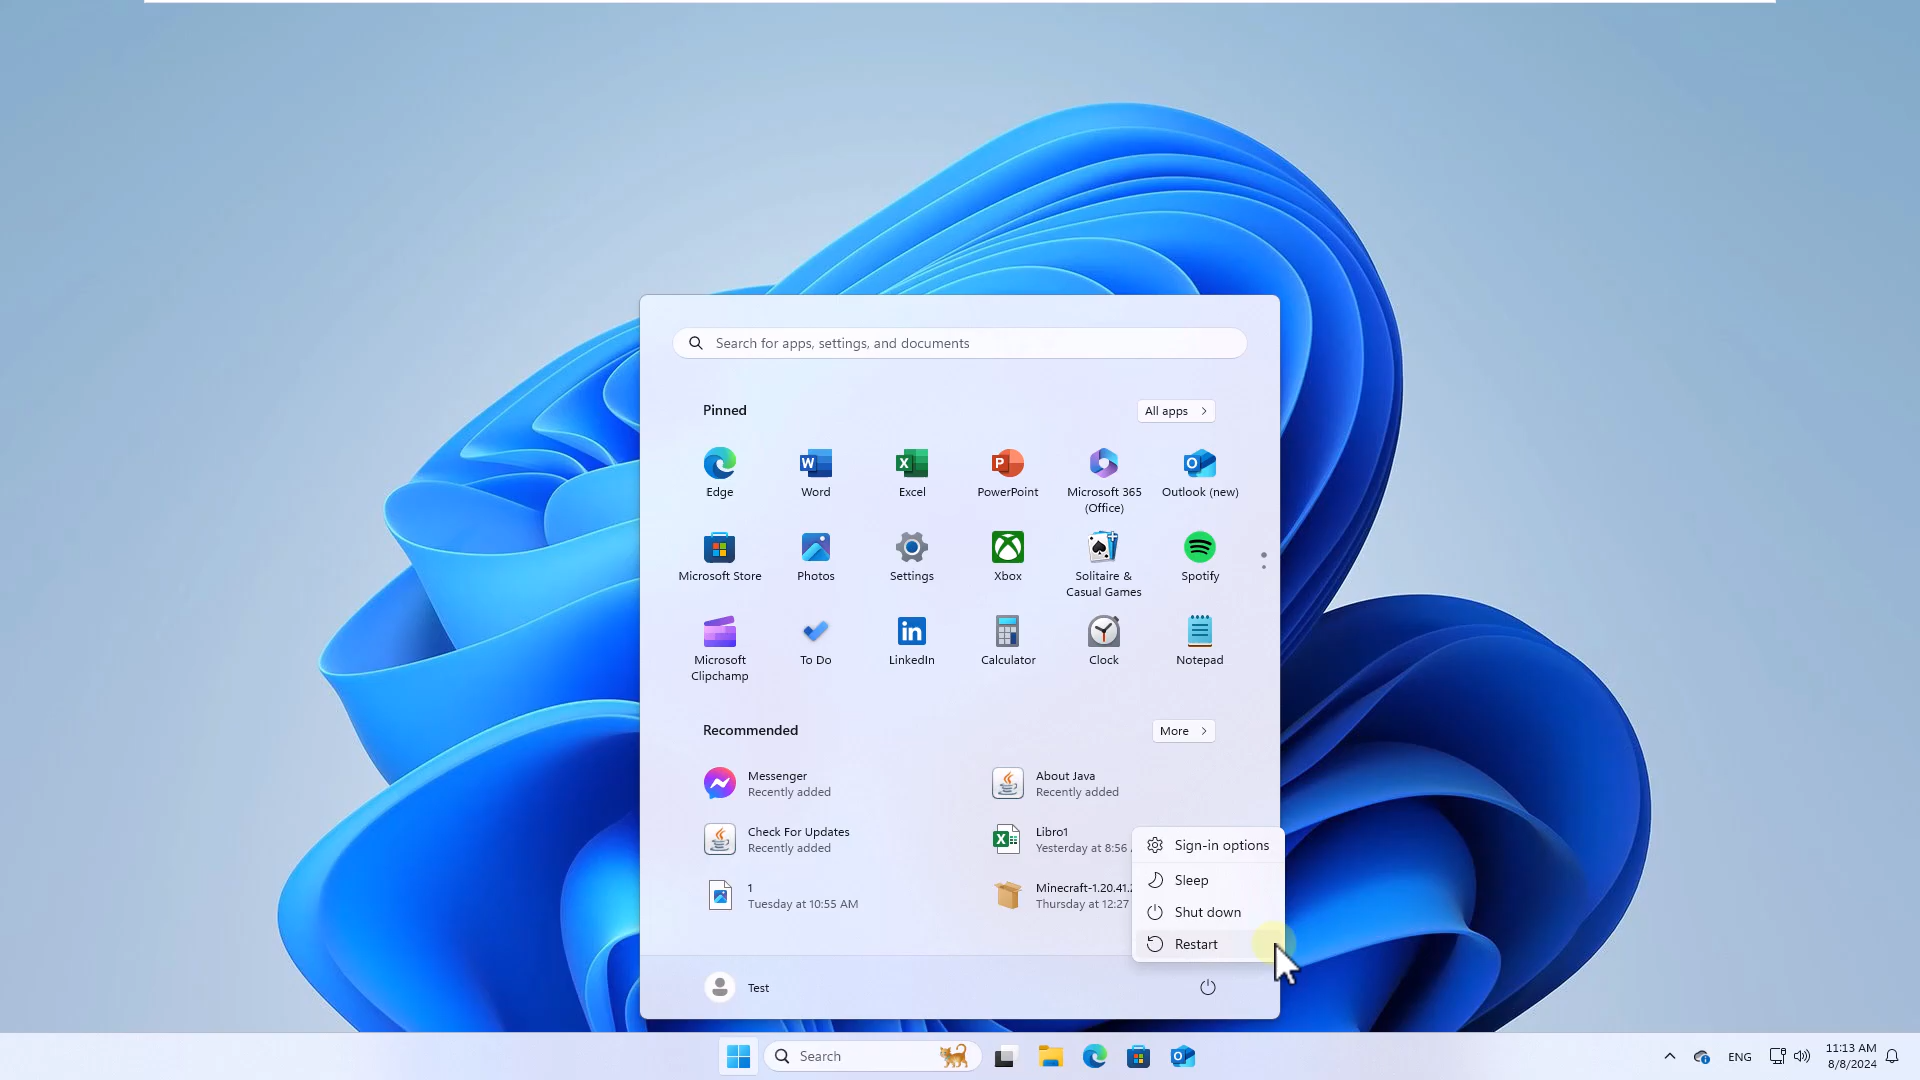 Search for apps, settings, and documents
Pinned
All apps
Edge
Word
Excel
PowerPoint
Microsoft 365
(Office)
Outlook (new)
Microsoft Store
Photos
Settings
Xbox
Solitaire &
Casual Games
Spotify
Microsoft
Clipchamp
To Do
LinkedIn
Calculator
Clock
Notepad
Recommended
More
Messenger
Recently added
About Java
Recently added
Check For Updates
Recently added
Libro1
Yesterday at 8:56
1
Tuesday at 10:55 AM
Minecraft-1.20.41.2
Thursday at 12:27
Sign-in options
Sleep
Shut down
Restart
Test
Search
ENG
11:13 AM
8/8/2024